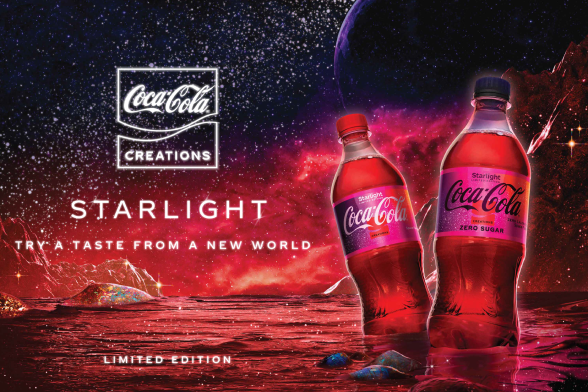 Coca-Cola
CREATIONS
STARLIGHT
TRY A TASTE FROM A NEW WORLD
LIMITED EDITION
Starlight
Coca-Cola
Starlight
Coca-Cola
ZERO SUGAR